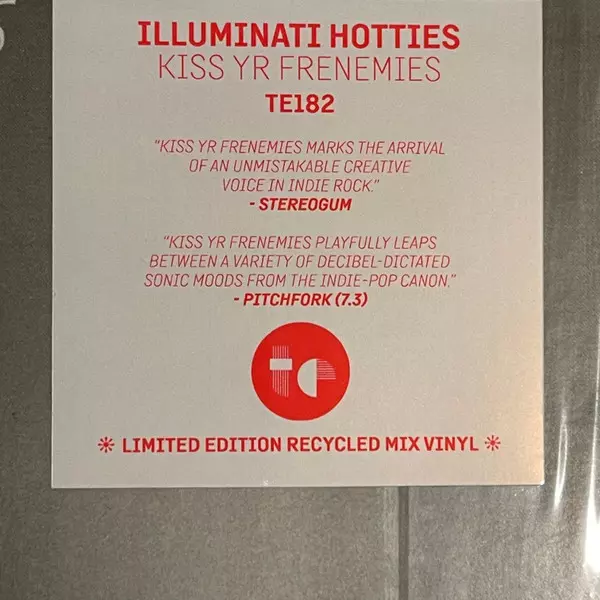 ILLUMINATI HOTTIES
KISS YR FRENEMIES
TE182
"KISS YR FRENEMIES MARKS THE ARRIVAL
OF AN UNMISTAKABLE CREATIVE
VOICE IN INDIE ROCK."
- STEREOGUM
"KISS YR FRENEMIES PLAYFULLY LEAPS
BETWEEN A VARIETY OF DECIBEL-DICTATED
SONIC MOODS FROM THE INDIE-POP CANON."
- PITCHFORK (7.3)
* LIMITED EDITION RECYCLED MIX VINYL *